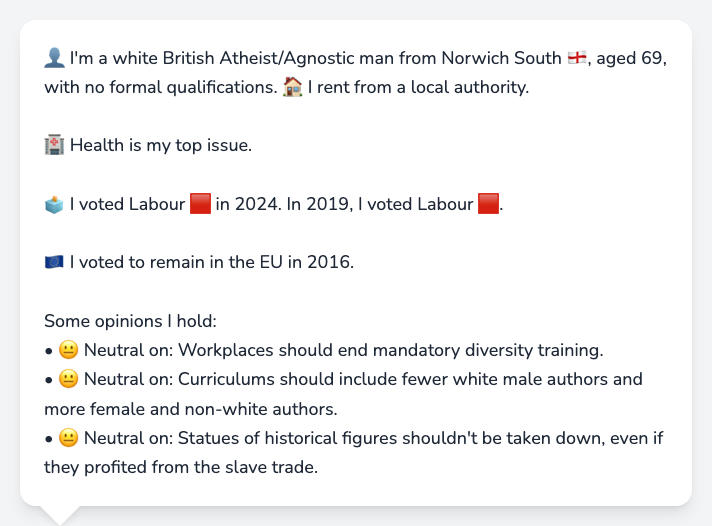 👤 I'm a white British Atheist/Agnostic man from Norwich South 🏴󠁧󠁢󠁥󠁮󠁧󠁿, aged 69,
with no formal qualifications. 🏠 I rent from a local authority.
🏥 Health is my top issue.
🗳️ I voted Labour 🟥 in 2024. In 2019, I voted Labour 🟥.
🇪🇺 I voted to remain in the EU in 2016.
Some opinions I hold:
• 😐 Neutral on: Workplaces should end mandatory diversity training.
• 😐 Neutral on: Curriculums should include fewer white male authors and
more female and non-white authors.
• 😐 Neutral on: Statues of historical figures shouldn't be taken down, even if
they profited from the slave trade.